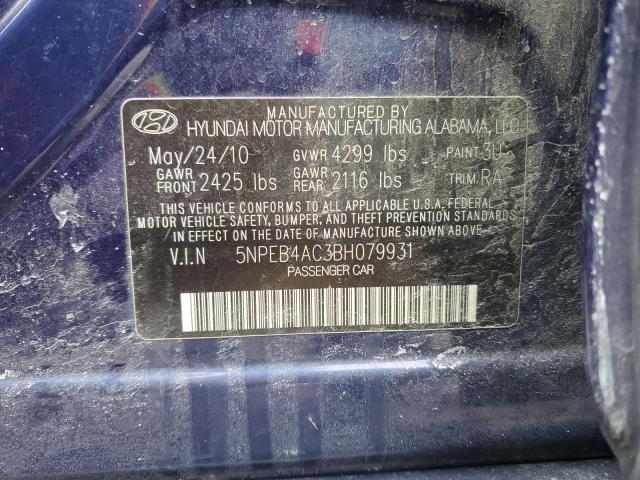 MANUFACTURED BY
HYUNDAI MOTOR MANUFACTURING ALABAMA, LLC
May/24/10 GVWR 4299 lbs PAINT: 3U
GAWR FRONT 2425 lbs GAWR REAR 2116 lbs TRIM: RA
THIS VEHICLE CONFORMS TO ALL APPLICABLE U.S.A. FEDERAL
MOTOR VEHICLE SAFETY, BUMPER, AND THEFT PREVENTION STANDARDS
IN EFFECT ON THE DATE OF MANUFACTURE SHOWN ABOVE.
V.I.N 5NPEB4AC3BH079931
PASSENGER CAR